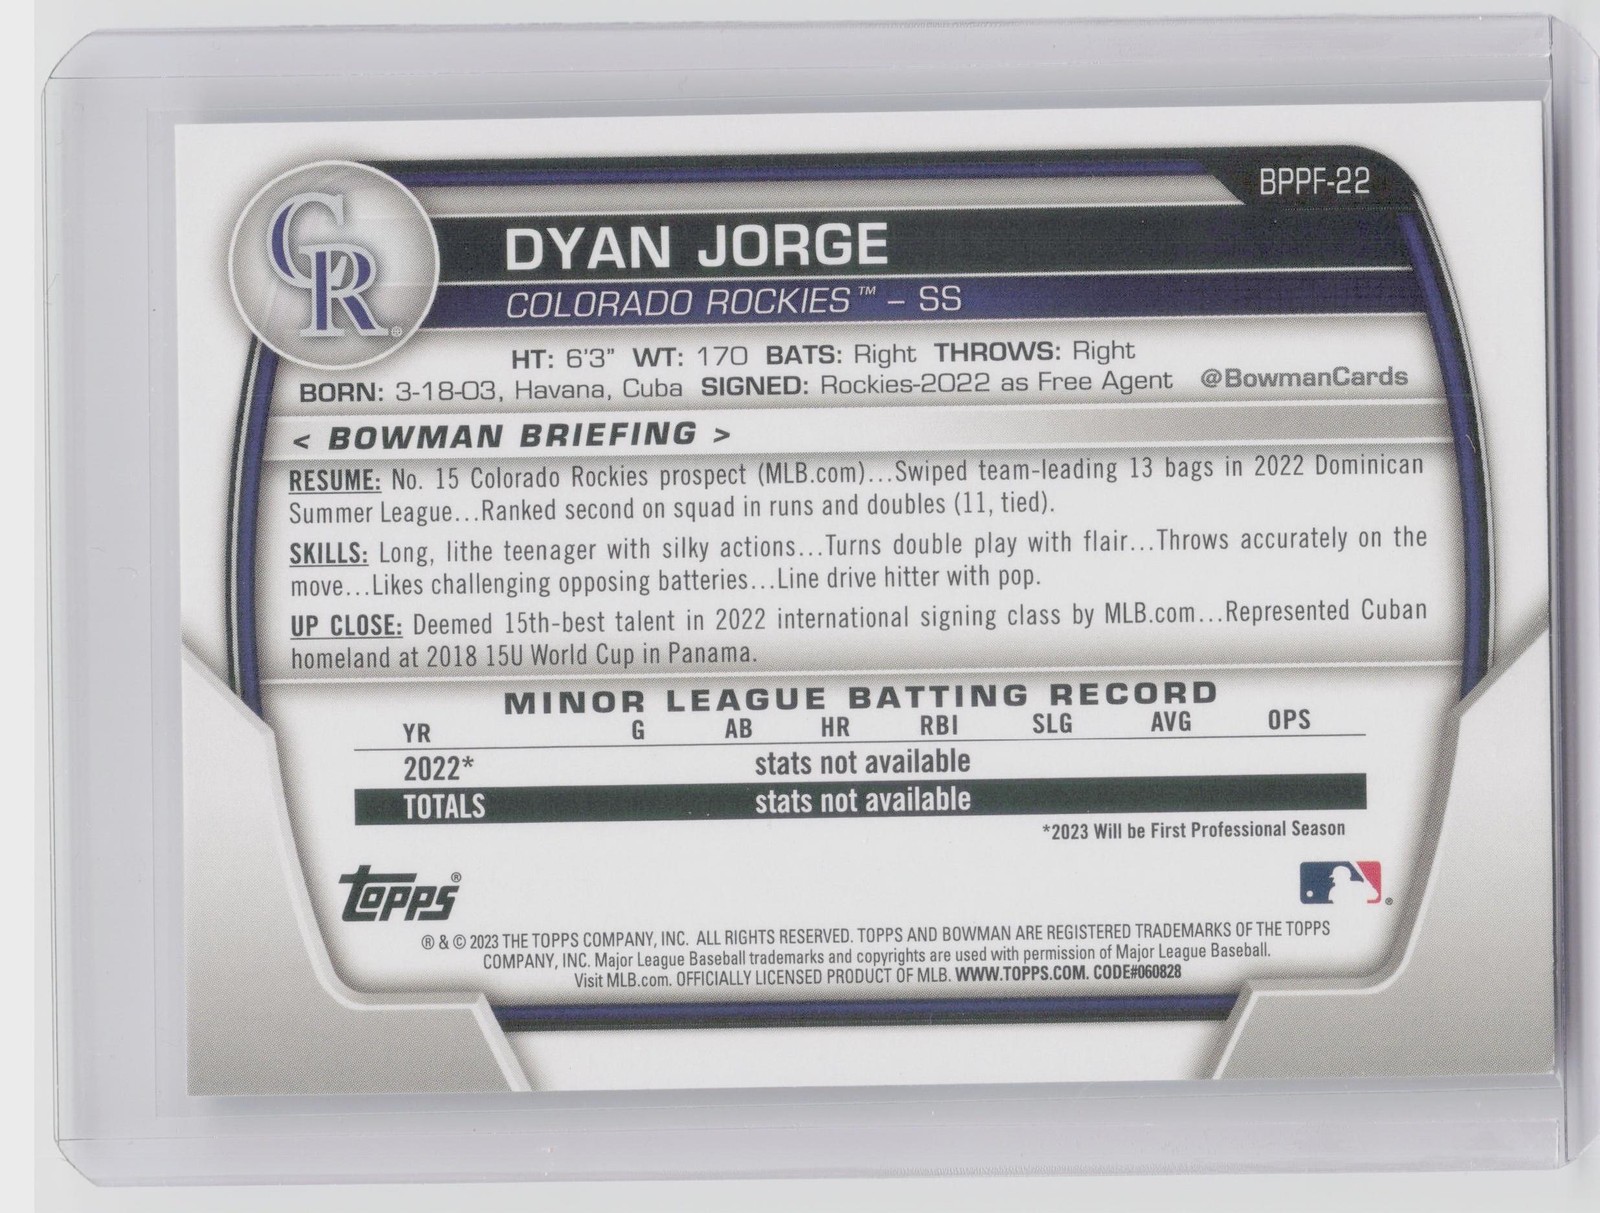 BPPF-22
CR®
DYAN JORGE
COLORADO ROCKIES™ – SS
HT: 6'3" WT: 170 BATS: Right THROWS: Right
BORN: 3-18-03, Havana, Cuba SIGNED: Rockies-2022 as Free Agent @BowmanCards
< BOWMAN BRIEFING >
RESUME: No. 15 Colorado Rockies prospect (MLB.com)...Swiped team-leading 13 bags in 2022 Dominican
Summer League...Ranked second on squad in runs and doubles (11, tied).
SKILLS: Long, lithe teenager with silky actions...Turns double play with flair...Throws accurately on the
move...Likes challenging opposing batteries...Line drive hitter with pop.
UP CLOSE: Deemed 15th-best talent in 2022 international signing class by MLB.com...Represented Cuban
homeland at 2018 15U World Cup in Panama.
MINOR LEAGUE BATTING RECORD
YR G AB HR RBI SLG AVG OPS
2022* stats not available
TOTALS stats not available
*2023 Will be First Professional Season
Topps®
® & © 2023 THE TOPPS COMPANY, INC. ALL RIGHTS RESERVED. TOPPS AND BOWMAN ARE REGISTERED TRADEMARKS OF THE TOPPS
COMPANY, INC. Major League Baseball trademarks and copyrights are used with permission of Major League Baseball.
Visit MLB.com. OFFICIALLY LICENSED PRODUCT OF MLB. WWW.TOPPS.COM. CODE#060828